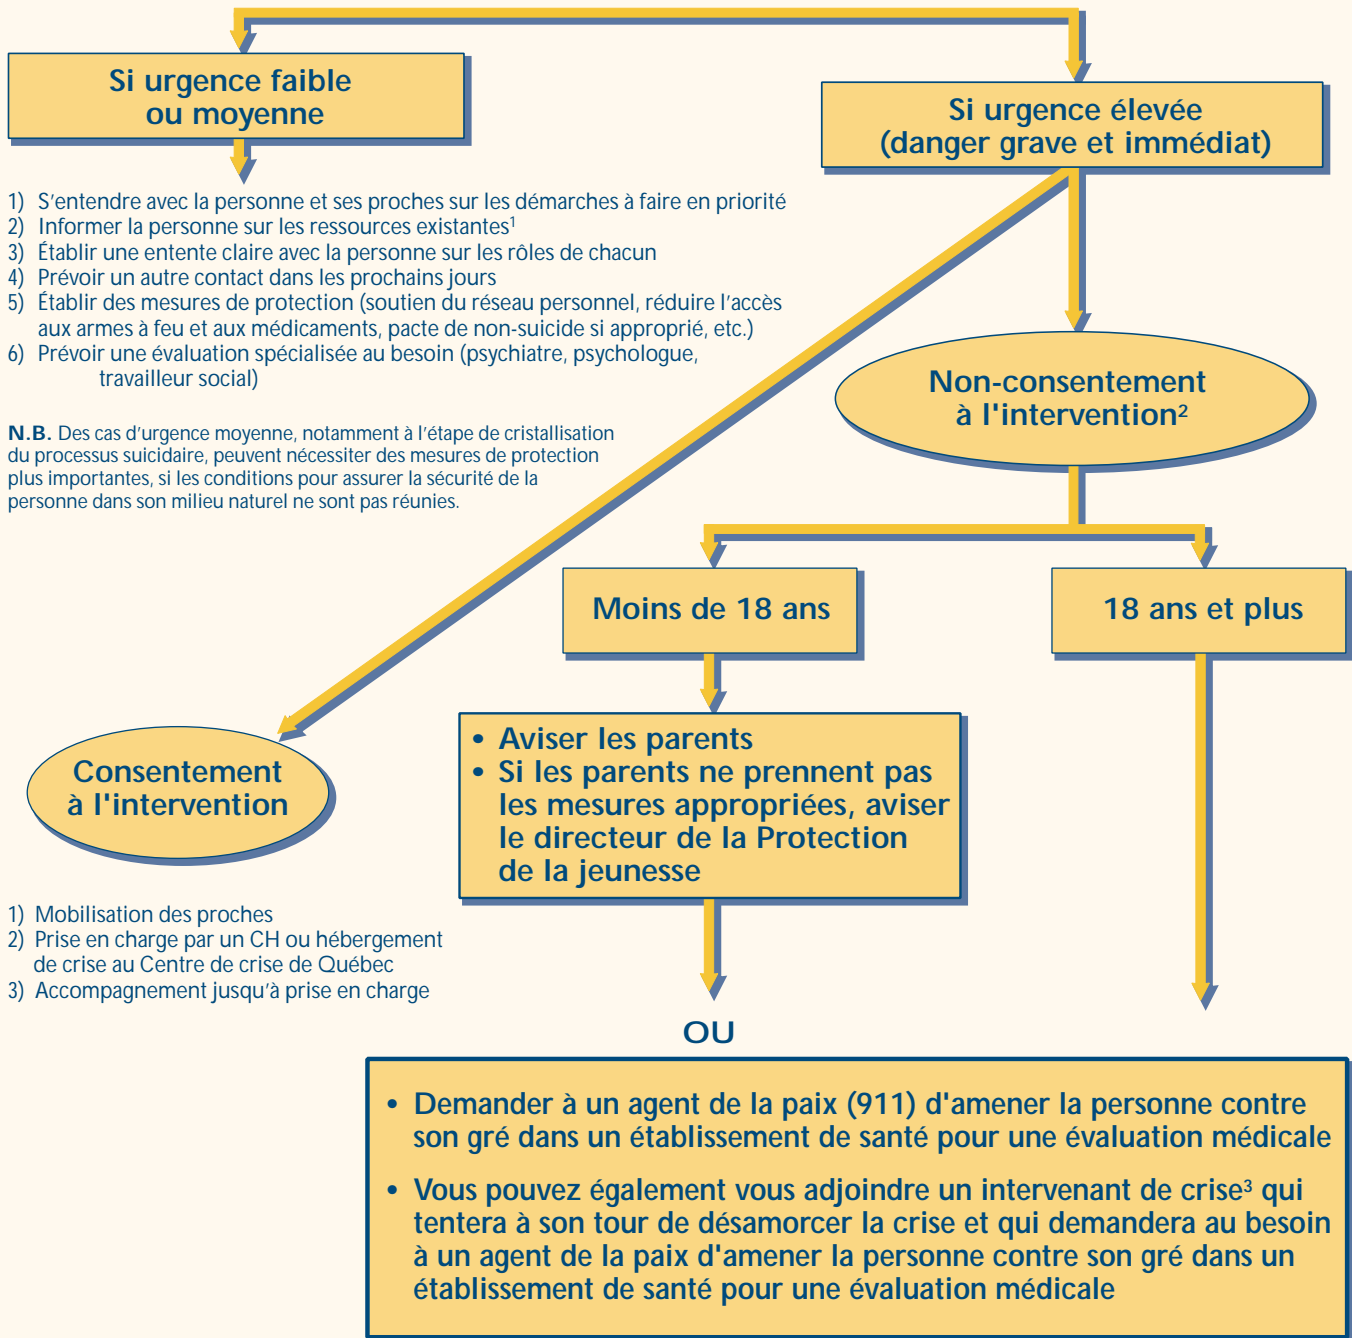 Si urgence faible
ou moyenne
Si urgence élevée
(danger grave et immédiat)
1) S'entendre avec la personne et ses proches sur les démarches à faire en priorité
2) Informer la personne sur les ressources existantes¹
3) Établir une entente claire avec la personne sur les rôles de chacun
4) Prévoir un autre contact dans les prochains jours
5) Établir des mesures de protection (soutien du réseau personnel, réduire l'accès
aux armes à feu et aux médicaments, pacte de non-suicide si approprié, etc.)
6) Prévoir une évaluation spécialisée au besoin (psychiatre, psychologue,
travailleur social)
N.B. Des cas d'urgence moyenne, notamment à l'étape de cristallisation
du processus suicidaire, peuvent nécessiter des mesures de protection
plus importantes, si les conditions pour assurer la sécurité de la
personne dans son milieu naturel ne sont pas réunies.
Non-consentement
à l'intervention²
Moins de 18 ans
18 ans et plus
• Aviser les parents
• Si les parents ne prennent pas
les mesures appropriées, aviser
le directeur de la Protection
de la jeunesse
Consentement
à l'intervention
1) Mobilisation des proches
2) Prise en charge par un CH ou hébergement
de crise au Centre de crise de Québec
3) Accompagnement jusqu'à prise en charge
OU
• Demander à un agent de la paix (911) d'amener la personne contre
son gré dans un établissement de santé pour une évaluation médicale
• Vous pouvez également vous adjoindre un intervenant de crise³ qui
tentera à son tour de désamorcer la crise et qui demandera au besoin
à un agent de la paix d'amener la personne contre son gré dans un
établissement de santé pour une évaluation médicale